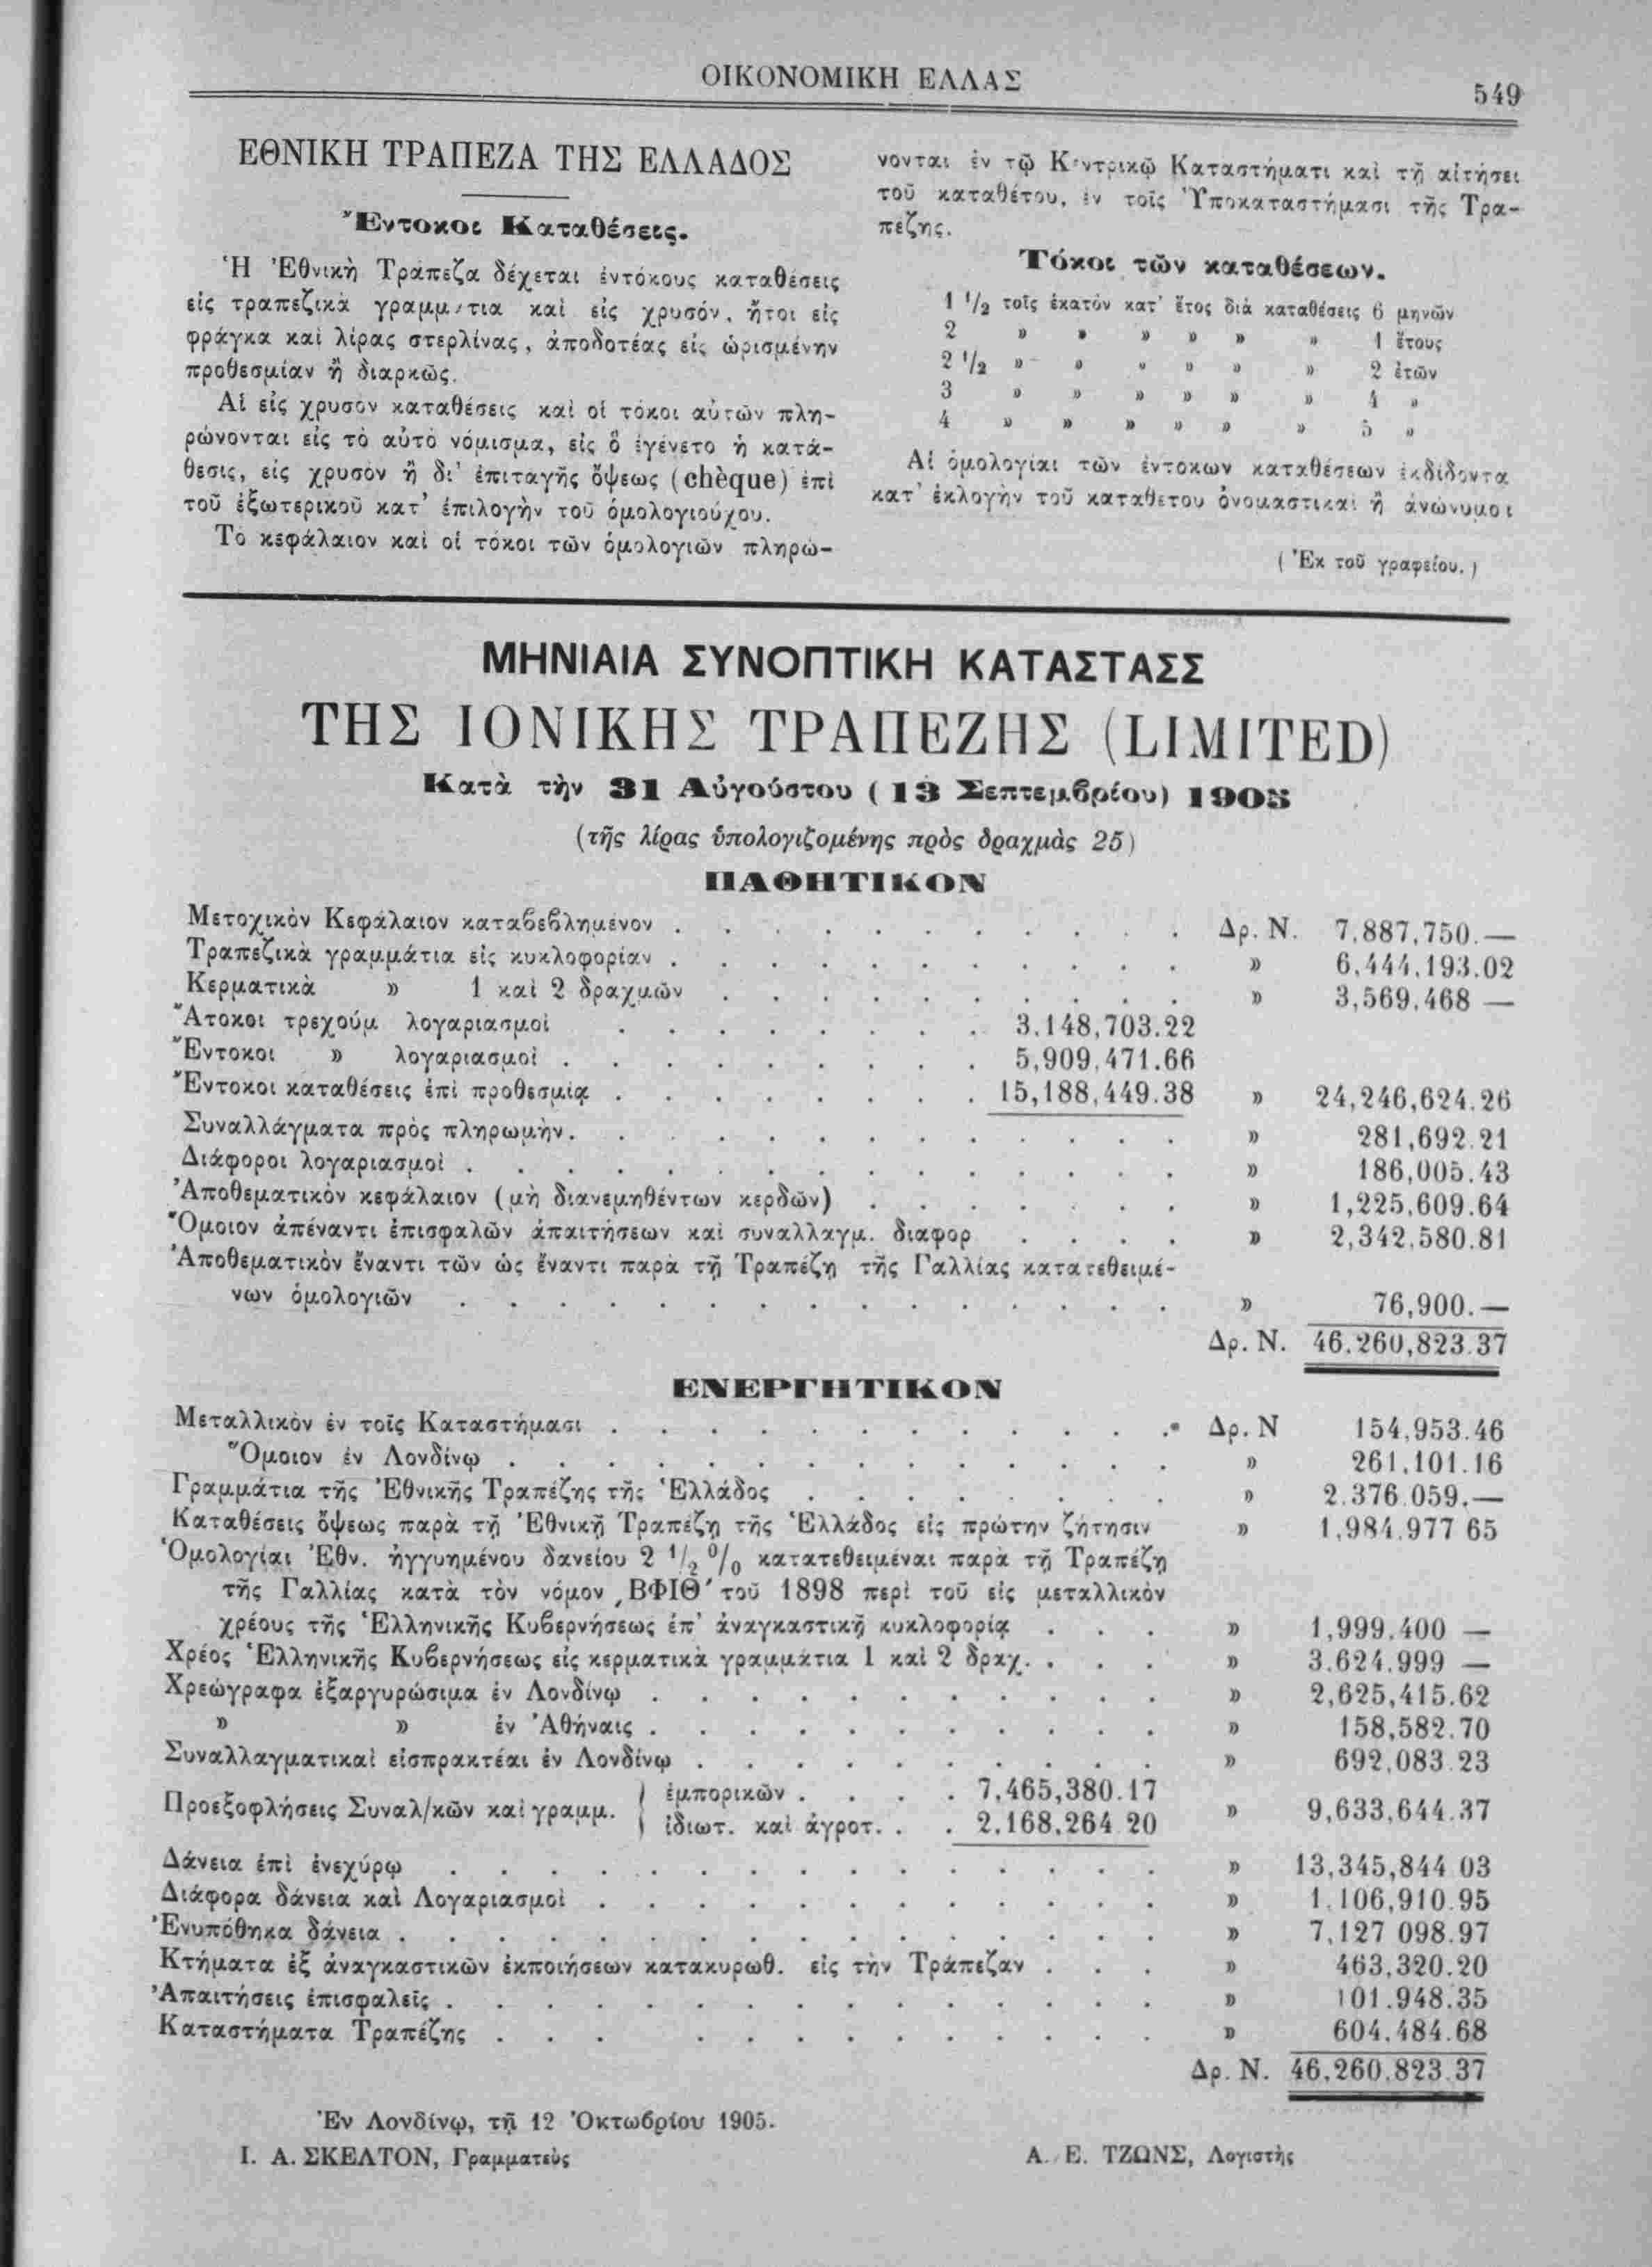 ΟΙΚΟΝΟΜΙΚΗ ΕΛΛΑΣ
549
ΕΘΝΙΚΗ ΤΡΑΠΕΖΑ ΤΗΣ ΕΛΛΑΔΟΣ
Ἔντοκοι Καταθέσεις.
Ἡ Ἐθνικὴ Τράπεζα δέχεται ἐντόκους καταθέσεις
εἰς τραπεζικὰ γραμμάτια καὶ εἰς χρυσόν, ἤτοι εἰς
φράγκα καὶ λίρας στερλίνας, ἀποδοτέας εἰς ὡρισμένην
προθεσμίαν ἢ διαρκῶς.
Αἱ εἰς χρυσὸν καταθέσεις καὶ οἱ τόκοι αὐτῶν πλη-
ρώνονται εἰς τὸ αὐτὸ νόμισμα, εἰς ὃ ἐγένετο ἡ κατά-
θεσις, εἰς χρυσὸν ἢ δι' ἐπιταγῆς ὄψεως (chèque) ἐπὶ
τοῦ ἐξωτερικοῦ κατ' ἐπιλογὴν τοῦ ὁμολογιούχου.
Τὸ κεφάλαιον καὶ οἱ τόκοι τῶν ὁμολογιῶν πληρώ-
νονται ἐν τῷ Κεντρικῷ Καταστήματι καὶ τῇ αἰτήσει
τοῦ καταθέτου, ἐν τοῖς Ὑποκαταστήμασι τῆς Τρα-
πέζης.
Τόκοι τῶν καταθέσεων.
1 1/2 τοῖς ἑκατὸν κατ' ἔτος διὰ καταθέσεις 6 μηνῶν
2 » » » » » » 1 ἔτους
2 1/2 » » » » » » 2 ἐτῶν
3 » » » » » » 4 »
4 » » » » » » 5 »
Αἱ ὁμολογίαι τῶν ἐντόκων καταθέσεων ἐκδίδοντα
κατ' ἐκλογὴν τοῦ καταθέτου ὀνομαστικαὶ ἢ ἀνώνυμοι
(Ἐκ τοῦ γραφείου.)
ΜΗΝΙΑΙΑ ΣΥΝΟΠΤΙΚΗ ΚΑΤΑΣΤΑΣΣ
ΤΗΣ ΙΟΝΙΚΗΣ ΤΡΑΠΕΖΗΣ (LIMITED)
Κατὰ τὴν 31 Αὐγούστου (13 Σεπτεμβρίου) 1905
(τῆς λίρας ὑπολογιζομένης πρὸς δραχμὰς 25)
ΠΑΘΗΤΙΚΟΝ
Μετοχικὸν Κεφάλαιον καταβεβλημένον . . . . Δρ. Ν. 7,887,750.—
Τραπεζικὰ γραμμάτια εἰς κυκλοφορίαν . . . . » 6,444,193.02
Κερματικὰ » 1 καὶ 2 δραχμῶν . . . . » 3,569,468 —
Ἄτοκοι τρεχούμ λογαριασμοὶ . . . . 3.148,703.22
Ἔντοκοι » λογαριασμοὶ . . . . 5,909,471.66
Ἔντοκοι καταθέσεις ἐπὶ προθεσμίᾳ . . . . 15,188,449.38 » 24,246,624.26
Συναλλάγματα πρὸς πληρωμὴν. . . . . » 281,692.21
Διάφοροι λογαριασμοὶ . . . . » 186,005.43
Ἀποθεματικὸν κεφάλαιον (μὴ διανεμηθέντων κερδῶν) . . . . » 1,225,609.64
Ὅμοιον ἀπέναντι ἐπισφαλῶν ἀπαιτήσεων καὶ συναλλαγμ. διαφορ . . . . » 2,342,580.81
Ἀποθεματικὸν ἔναντι τῶν ὡς ἔναντι παρὰ τῇ Τραπέζῃ τῆς Γαλλίας κατατεθειμέ-
νων ὁμολογιῶν . . . . » 76,900.—
Δρ. Ν. 46.260,823.37
ΕΝΕΡΓΗΤΙΚΟΝ
Μεταλλικὸν ἐν τοῖς Καταστήμασι . . . . Δρ. Ν 154,953.46
Ὅμοιον ἐν Λονδίνῳ . . . . » 261,101.16
Γραμμάτια τῆς Ἐθνικῆς Τραπέζης τῆς Ἑλλάδος . . . . » 2.376.059.—
Καταθέσεις ὄψεως παρὰ τῇ Ἐθνικῇ Τραπέζῃ τῆς Ἑλλάδος εἰς πρώτην ζήτησιν » 1,984,977 65
Ὁμολογίαι Ἐθν. ἠγγυημένου δανείου 2 1/2 0/0 κατατεθειμέναι παρὰ τῇ Τραπέζῃ
τῆς Γαλλίας κατὰ τὸν νόμον ͵ΒΦΙΘ' τοῦ 1898 περὶ τοῦ εἰς μεταλλικὸν
χρέους τῆς Ἑλληνικῆς Κυβερνήσεως ἐπ' ἀναγκαστικῇ κυκλοφορίᾳ . . . » 1,999,400 —
Χρέος Ἑλληνικῆς Κυβερνήσεως εἰς κερματικὰ γραμμάτια 1 καὶ 2 δραχ. . . . » 3.624.999 —
Χρεώγραφα ἐξαργυρώσιμα ἐν Λονδίνῳ . . . . » 2,625,415.62
» » ἐν Ἀθήναις . . . . » 158,582.70
Συναλλαγματικαὶ εἰσπρακτέαι ἐν Λονδίνῳ . . . . » 692,083 23
Προεξοφλήσεις Συναλ/κῶν καὶ γραμμ. ἐμπορικῶν . . . . 7,465,380.17
ἰδιωτ. καὶ ἀγροτ. . . 2,168,264 20 » 9,633,644.37
Δάνεια ἐπὶ ἐνεχύρῳ . . . . » 13,345,844 03
Διάφορα δάνεια καὶ Λογαριασμοὶ . . . . » 1,106,910.95
Ἐνυπόθηκα δάνεια . . . . » 7,127 098.97
Κτήματα ἐξ ἀναγκαστικῶν ἐκποιήσεων κατακυρωθ. εἰς τὴν Τράπεζαν . . . » 463,320.20
Ἀπαιτήσεις ἐπισφαλεῖς . . . . » 101.948.35
Καταστήματα Τραπέζης . . . . » 604,484.68
Δρ. Ν. 46,260,823.37
Ἐν Λονδίνῳ, τῇ 12 Ὀκτωβρίου 1905.
Ι. Α. ΣΚΕΛΤΟΝ, Γραμματεὺς
Α. Ε. ΤΖΩΝΣ, Λογιστὴς